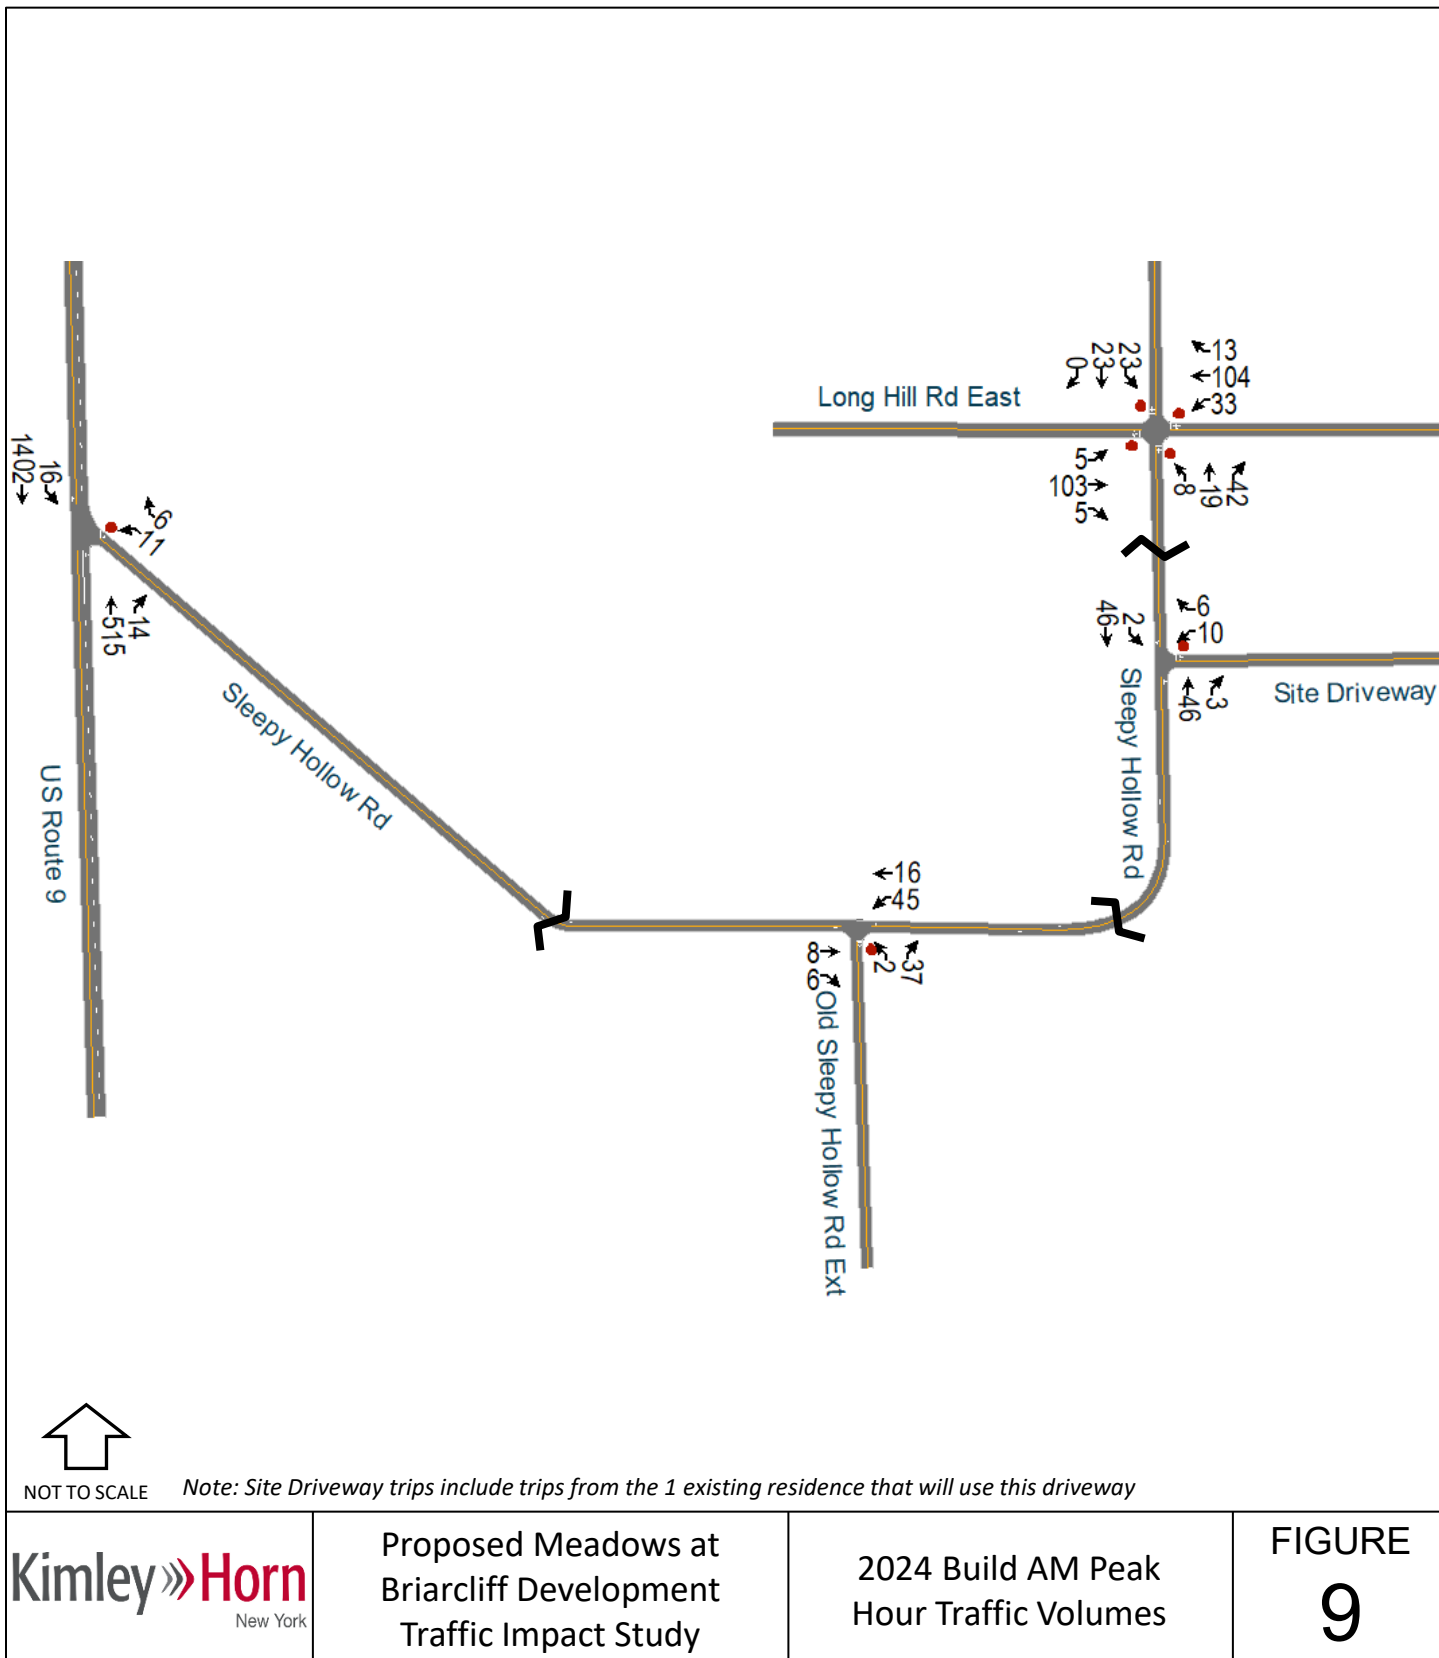 13
104
33
0
23
23
Long Hill Rd East
5
103
5
8
19
42
1402
16
6
11
515
14
46
2
6
10
46
3
Site Driveway
Sleepy Hollow Rd
Sleepy Hollow Rd
US Route 9
16
45
8
6
2
37
Old Sleepy Hollow Rd Ext
NOT TO SCALE
Note: Site Driveway trips include trips from the 1 existing residence that will use this driveway
Kimley»Horn
New York
Proposed Meadows at
Briarcliff Development
Traffic Impact Study
2024 Build AM Peak
Hour Traffic Volumes
FIGURE
9